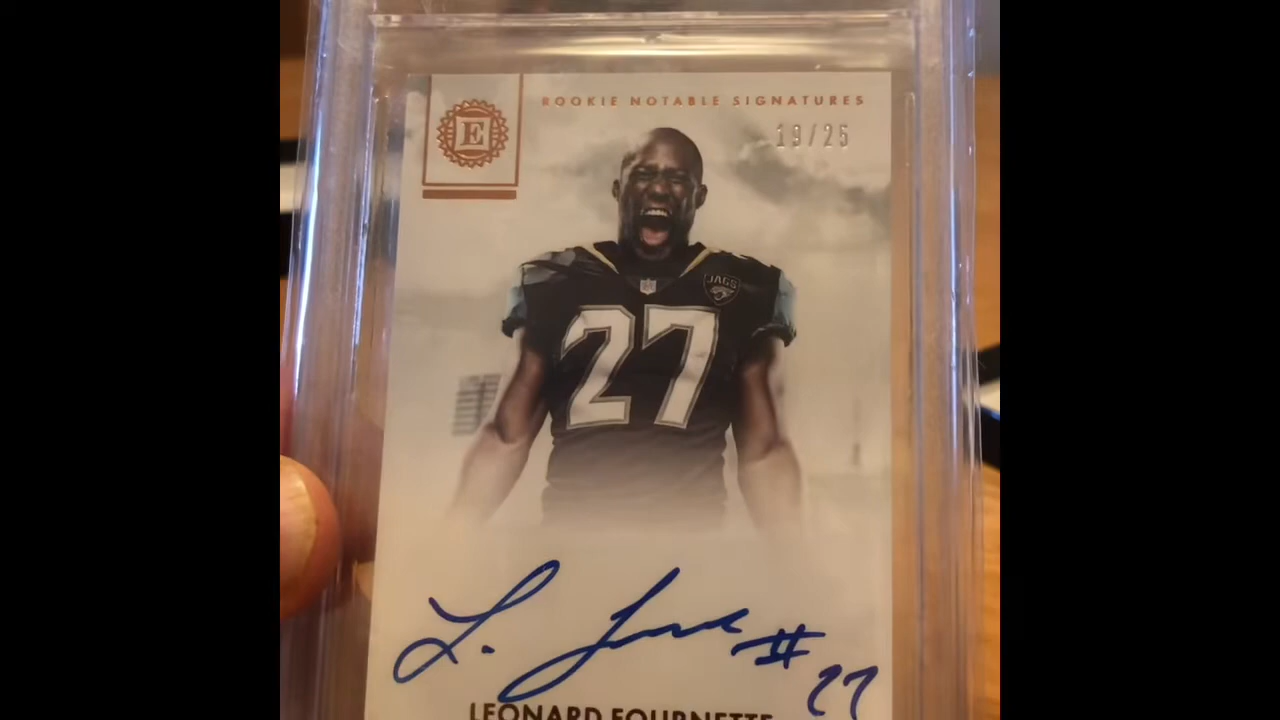 E
ROOKIE NOTABLE SIGNATURES
19/25
JAGS
27
L. #27
LEONARD FOURNETTE